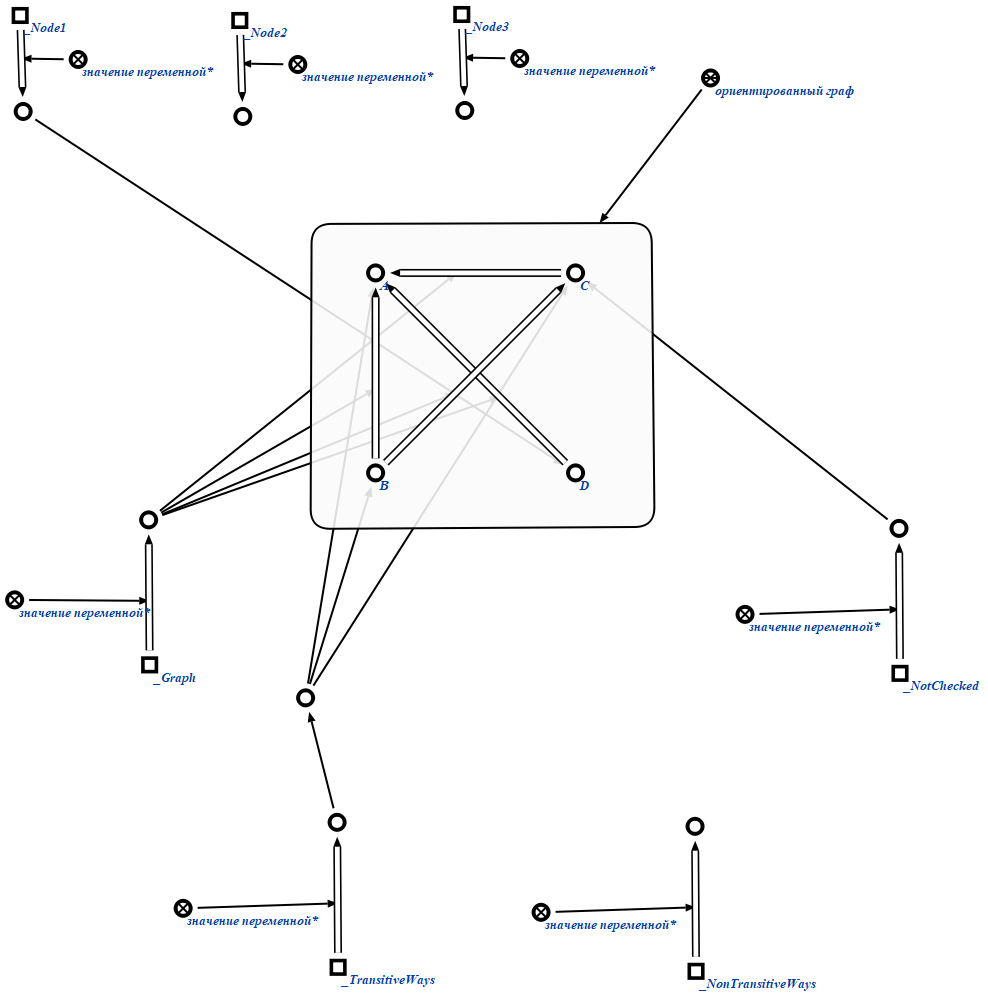 _Node1
_Node2
_Node3
значение переменной*
значение переменной*
значение переменной*
ориентированный граф
A
C
B
D
значение переменной*
_Graph
значение переменной*
_NotChecked
значение переменной*
_TransitiveWays
значение переменной*
_NonTransitiveWays